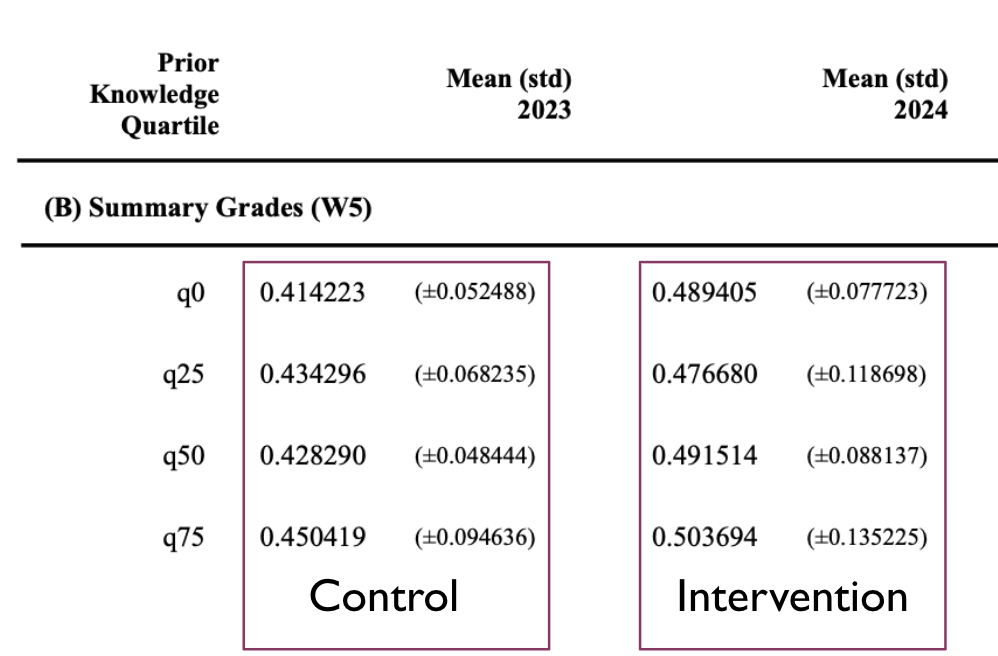 Prior
Knowledge
Quartile
Mean (std)
2023
Mean (std)
2024
(B) Summary Grades (W5)
q0 0.414223 (±0.052488) 0.489405 (±0.077723)
q25 0.434296 (±0.068235) 0.476680 (±0.118698)
q50 0.428290 (±0.048444) 0.491514 (±0.088137)
q75 0.450419 (±0.094636) 0.503694 (±0.135225)
Control Intervention